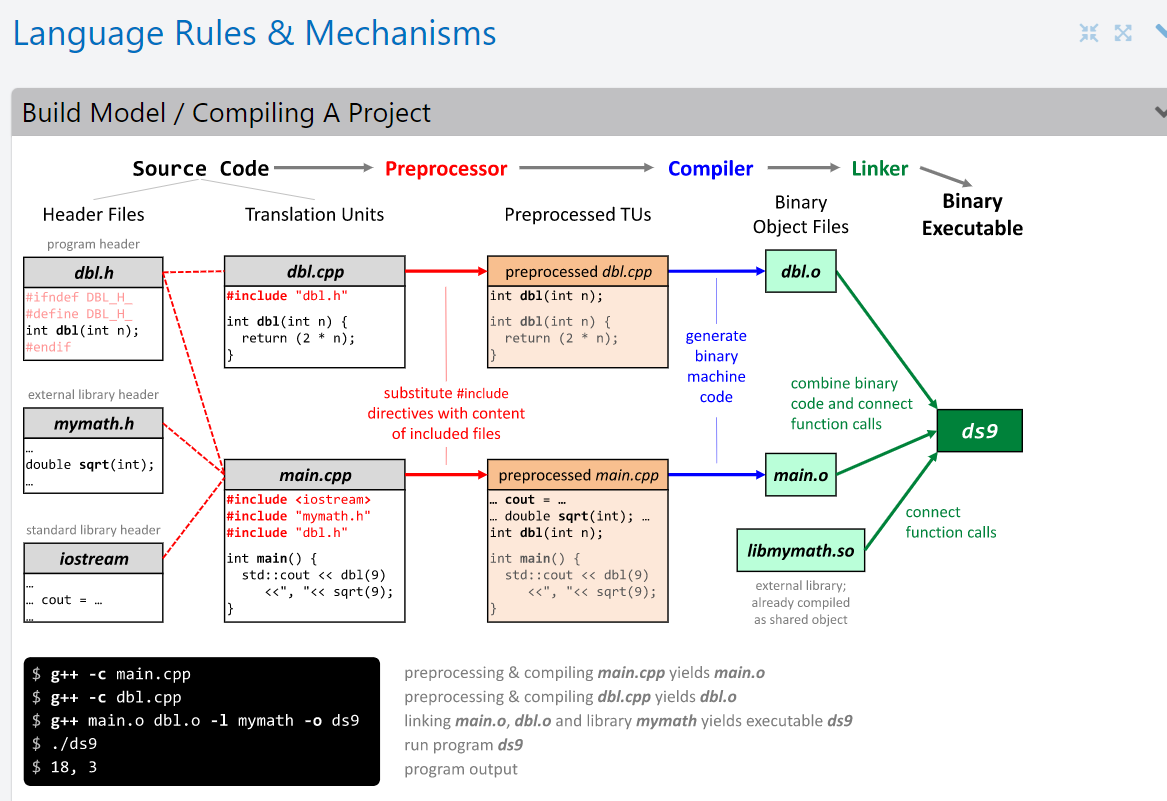 Language Rules & Mechanisms
Build Model / Compiling A Project
Source Code
Preprocessor
Compiler
Linker
Binary
Executable
Header Files
Translation Units
Preprocessed TUs
Binary
Object Files
program header
dbl.h
#ifndef DBL_H_
#define DBL_H_
int dbl(int n);
#endif
external library header
mymath.h
…
double sqrt(int);
…
standard library header
iostream
…
… cout = …
…
dbl.cpp
#include "dbl.h"
int dbl(int n) {
  return (2 * n);
}
main.cpp
#include <iostream>
#include "mymath.h"
#include "dbl.h"
int main() {
  std::cout << dbl(9)
     <<", "<< sqrt(9);
}
substitute #include
directives with content
of included files
preprocessed dbl.cpp
int dbl(int n);
int dbl(int n) {
  return (2 * n);
}
preprocessed main.cpp
… cout = …
… double sqrt(int); …
int dbl(int n);
int main() {
  std::cout << dbl(9)
     <<", "<< sqrt(9);
}
generate
binary
machine
code
dbl.o
main.o
libmymath.so
external library;
already compiled
as shared object
combine binary
code and connect
function calls
connect
function calls
ds9
$ g++ -c main.cpp
$ g++ -c dbl.cpp
$ g++ main.o dbl.o -l mymath -o ds9
$ ./ds9
$ 18, 3
preprocessing & compiling main.cpp yields main.o
preprocessing & compiling dbl.cpp yields dbl.o
linking main.o, dbl.o and library mymath yields executable ds9
run program ds9
program output